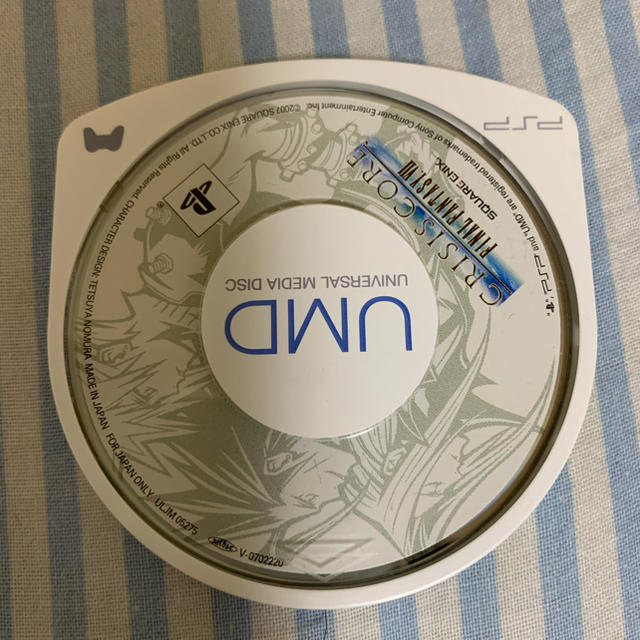 PSP
CRISIS CORE
FINAL FANTASY VII
SQUARE ENIX
UMD
UNIVERSAL MEDIA DISC
"PSP" and "UMD" are registered trademarks of Sony Computer Entertainment Inc. ©2007 SQUARE ENIX CO., LTD. All Rights Reserved. CHARACTER DESIGN: TETSUYA NOMURA MADE IN JAPAN FOR JAPAN ONLY ULJM 05275
V-0702220